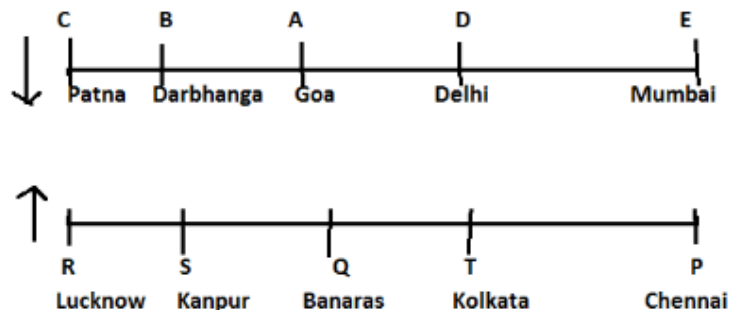 C B A D E
Patna Darbhanga Goa Delhi Mumbai
R S Q T P
Lucknow Kanpur Banaras Kolkata Chennai